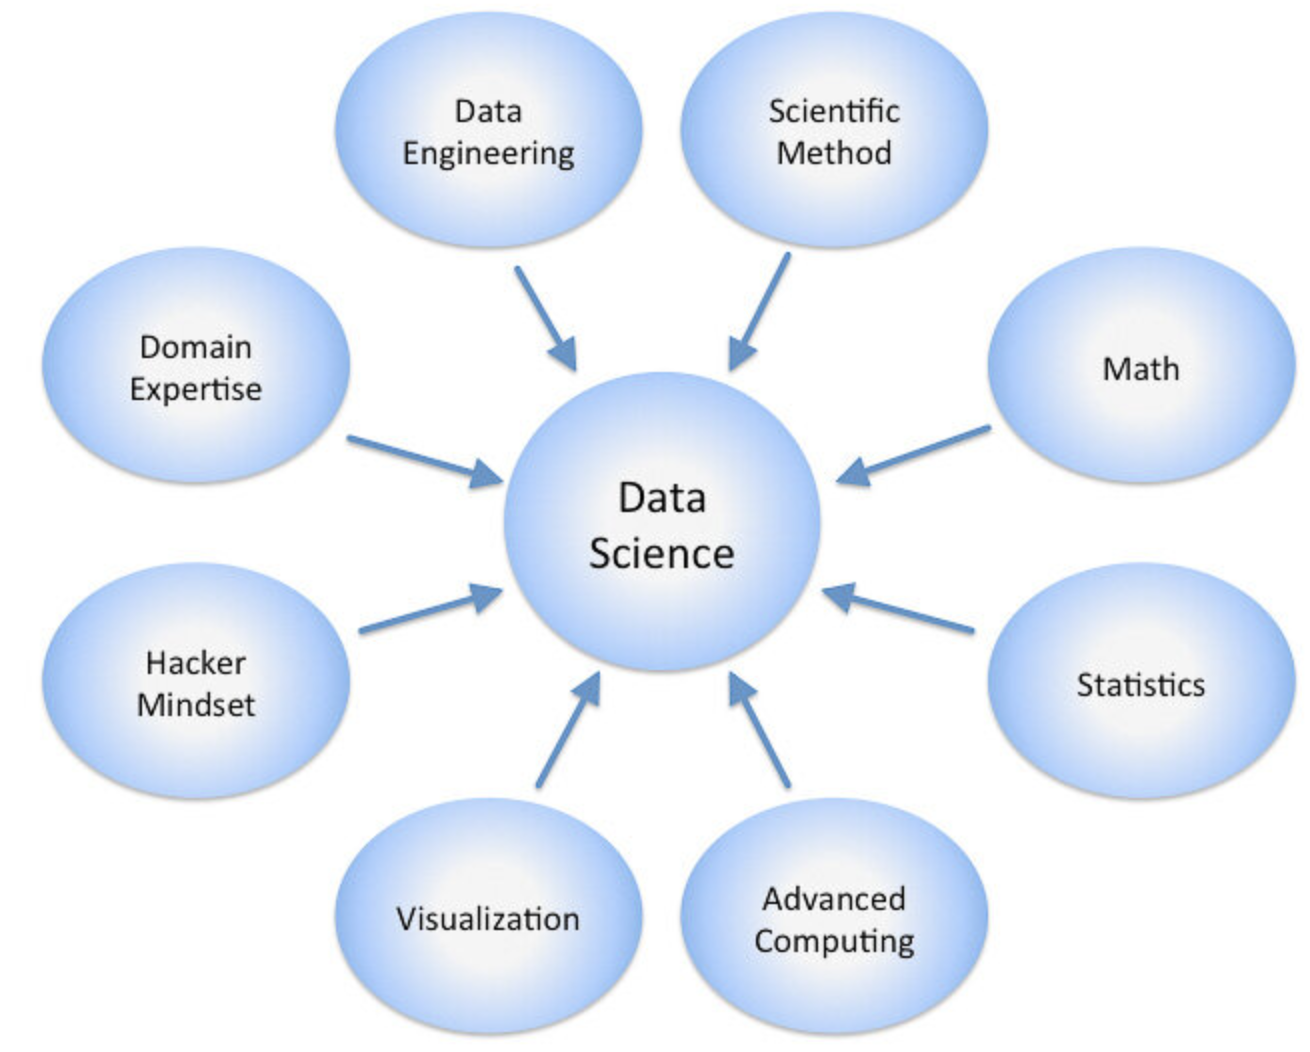 Data
Engineering
Scientific
Method
Domain
Expertise
Math
Data
Science
Hacker
Mindset
Statistics
Visualization
Advanced
Computing